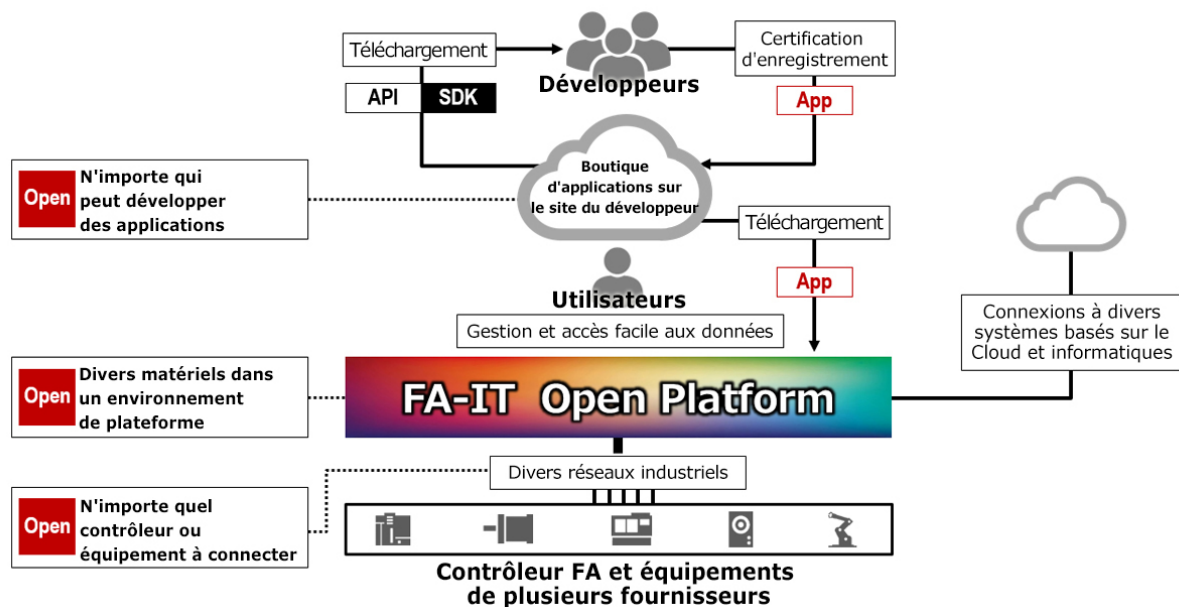 Téléchargement
Développeurs
Certification
d'enregistrement
API
SDK
App
Boutique
d'applications sur
le site du développeur
Open
N'importe qui
peut développer
des applications
Téléchargement
App
Utilisateurs
Gestion et accès facile aux données
Connexions à divers
systèmes basés sur le
Cloud et informatiques
Open
Divers matériels dans
un environnement
de plateforme
FA-IT Open Platform
Divers réseaux industriels
Open
N'importe quel
contrôleur ou
équipement à connecter
Contrôleur FA et équipements
de plusieurs fournisseurs